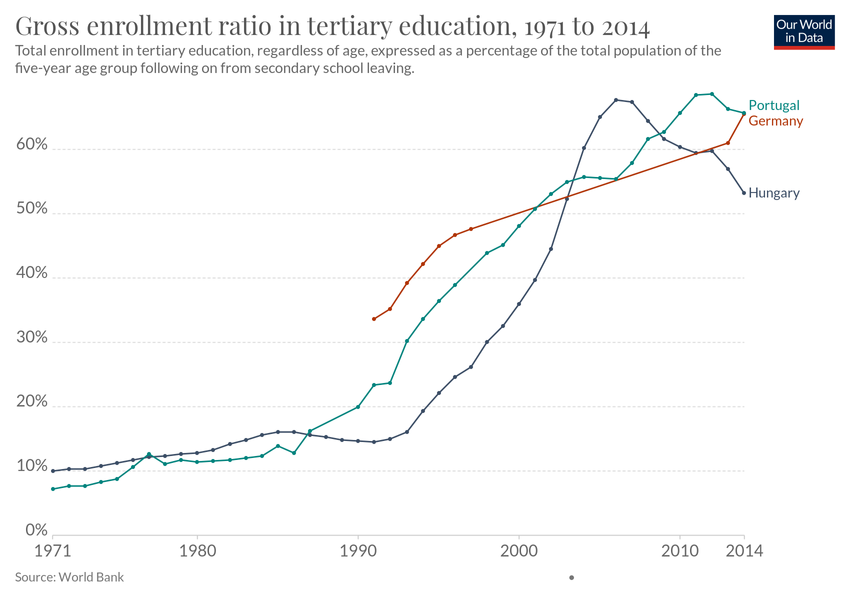 Gross enrollment ratio in tertiary education, 1971 to 2014
Our World
in Data
Total enrollment in tertiary education, regardless of age, expressed as a percentage of the total population of the
five-year age group following on from secondary school leaving.
Portugal
Germany
60%
Hungary
50%
40%
30%
20%
10%
0%
1971 1980 1990 2000 2010 2014
Source: World Bank